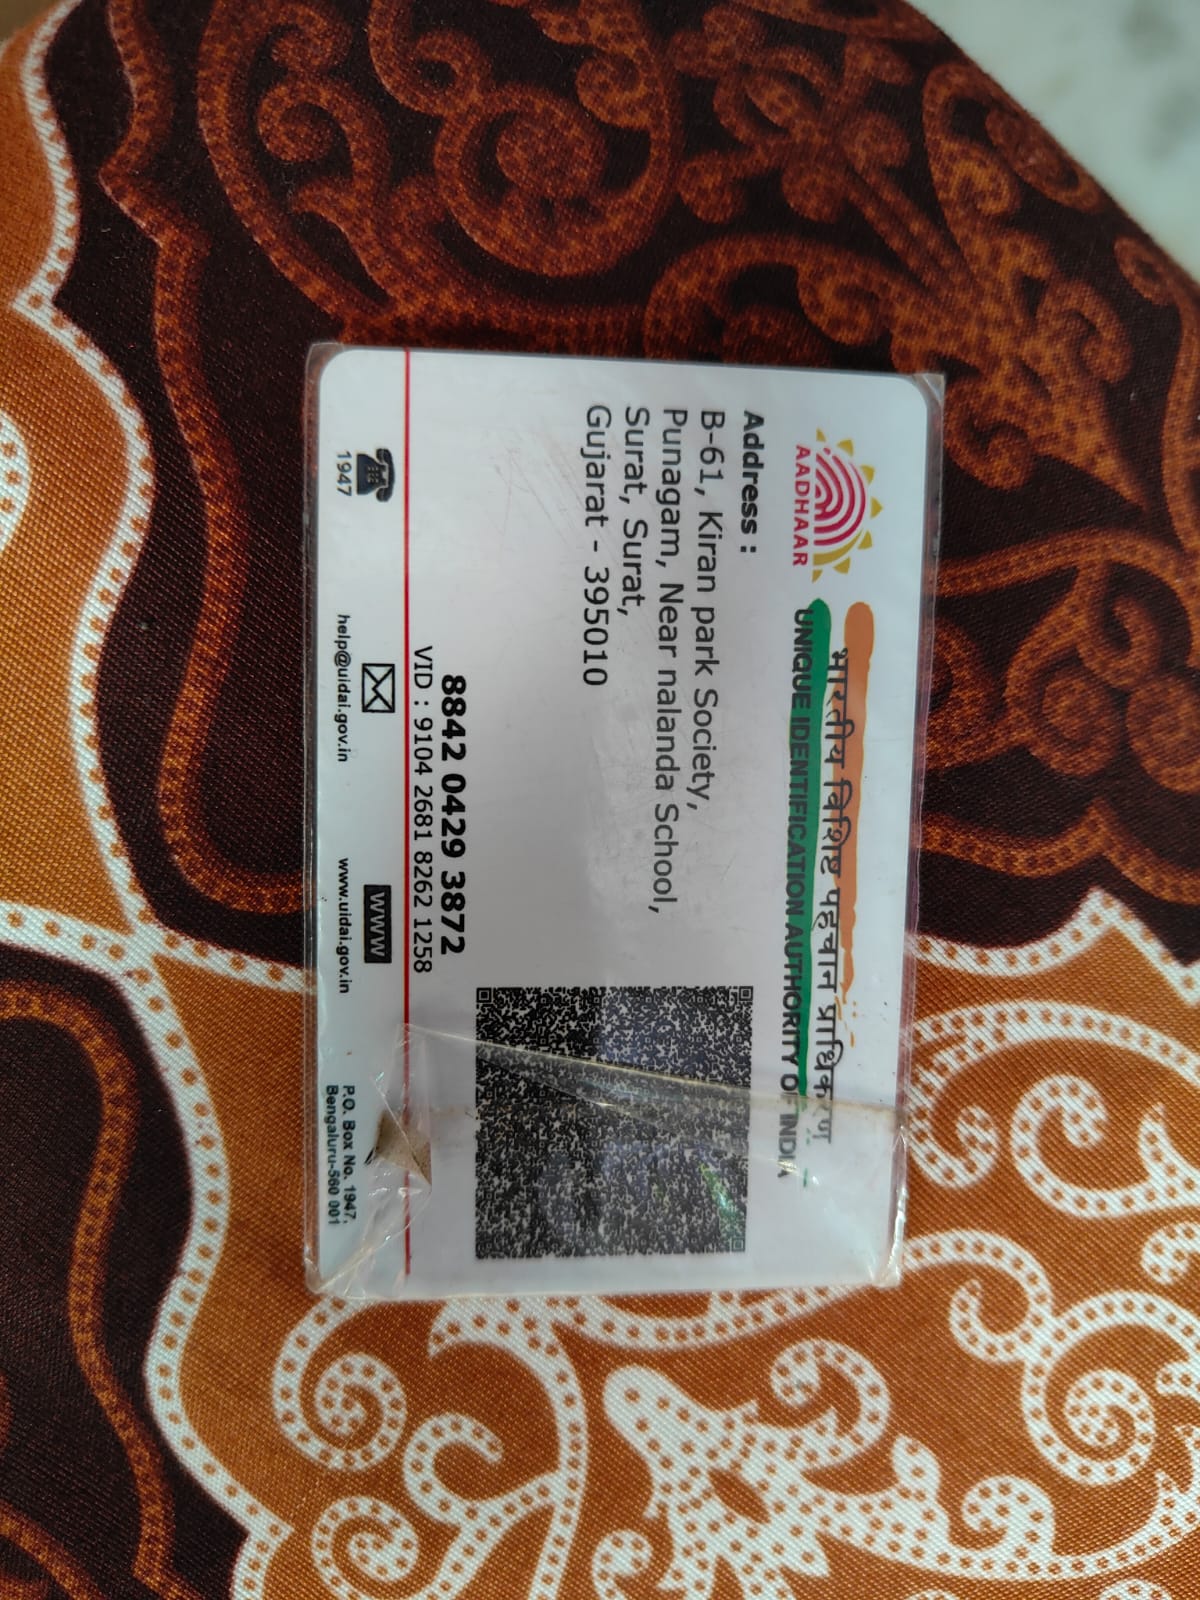 भारतीय विशिष्ट पहचान प्राधिकरण
AADHAAR
UNIQUE IDENTIFICATION AUTHORITY OF INDIA
Address :
B-61, Kiran park Society,
Punagam, Near nalanda School,
Surat, Surat,
Gujarat - 395010
8842 0429 3872
VID : 9104 2681 8262 1258
1947
help@uidai.gov.in
WWW
www.uidai.gov.in
P.O. Box No. 1947,
Bengaluru-560 001